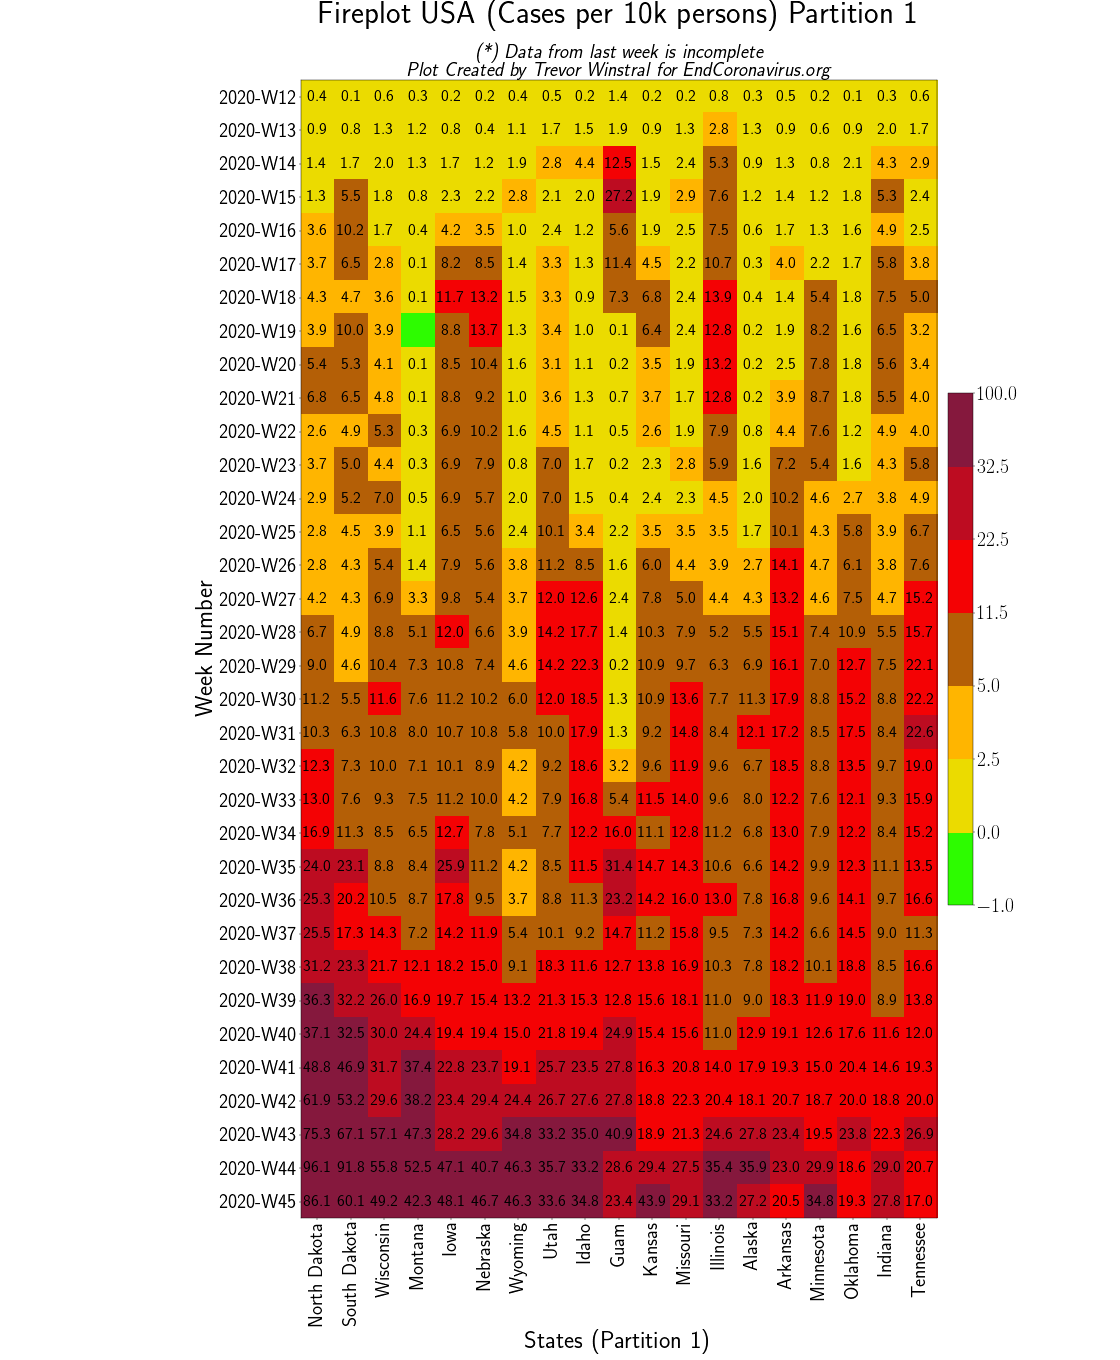 Fireplot USA (Cases per 10k persons) Partition 1
(*) Data from last week is incomplete
Plot Created by Trevor Winstral for EndCoronavirus.org
2020-W12 0.4 0.1 0.6 0.3 0.2 0.2 0.4 0.5 0.2 1.4 0.2 0.2 0.8 0.3 0.5 0.2 0.1 0.3 0.6
2020-W13 0.9 0.8 1.3 1.2 0.8 0.4 1.1 1.7 1.5 1.9 0.9 1.3 2.8 1.3 0.9 0.6 0.9 2.0 1.7
2020-W14 1.4 1.7 2.0 1.3 1.7 1.2 1.9 2.8 4.4 12.5 1.5 2.4 5.3 0.9 1.3 0.8 2.1 4.3 2.9
2020-W15 1.3 5.5 1.8 0.8 2.3 2.2 2.8 2.1 2.0 27.2 1.9 2.9 7.6 1.2 1.4 1.2 1.8 5.3 2.4
2020-W16 3.6 10.2 1.7 0.4 4.2 3.5 1.0 2.4 1.2 5.6 1.9 2.5 7.5 0.6 1.7 1.3 1.6 4.9 2.5
2020-W17 3.7 6.5 2.8 0.1 8.2 8.5 1.4 3.3 1.3 11.4 4.5 2.2 10.7 0.3 4.0 2.2 1.7 5.8 3.8
2020-W18 4.3 4.7 3.6 0.1 11.7 13.2 1.5 3.3 0.9 7.3 6.8 2.4 13.9 0.4 1.4 5.4 1.8 7.5 5.0
2020-W19 3.9 10.0 3.9 8.8 13.7 1.3 3.4 1.0 0.1 6.4 2.4 12.8 0.2 1.9 8.2 1.6 6.5 3.2
2020-W20 5.4 5.3 4.1 0.1 8.5 10.4 1.6 3.1 1.1 0.2 3.5 1.9 13.2 0.2 2.5 7.8 1.8 5.6 3.4
2020-W21 6.8 6.5 4.8 0.1 8.8 9.2 1.0 3.6 1.3 0.7 3.7 1.7 12.8 0.2 3.9 8.7 1.8 5.5 4.0
2020-W22 2.6 4.9 5.3 0.3 6.9 10.2 1.6 4.5 1.1 0.5 2.6 1.9 7.9 0.8 4.4 7.6 1.2 4.9 4.0
2020-W23 3.7 5.0 4.4 0.3 6.9 7.9 0.8 7.0 1.7 0.2 2.3 2.8 5.9 1.6 7.2 5.4 1.6 4.3 5.8
2020-W24 2.9 5.2 7.0 0.5 6.9 5.7 2.0 7.0 1.5 0.4 2.4 2.3 4.5 2.0 10.2 4.6 2.7 3.8 4.9
2020-W25 2.8 4.5 3.9 1.1 6.5 5.6 2.4 10.1 3.4 2.2 3.5 3.5 3.5 1.7 10.1 4.3 5.8 3.9 6.7
2020-W26 2.8 4.3 5.4 1.4 7.9 5.6 3.8 11.2 8.5 1.6 6.0 4.4 3.9 2.7 14.1 4.7 6.1 3.8 7.6
2020-W27 4.2 4.3 6.9 3.3 9.8 5.4 3.7 12.0 12.6 2.4 7.8 5.0 4.4 4.3 13.2 4.6 7.5 4.7 15.2
2020-W28 6.7 4.9 8.8 5.1 12.0 6.6 3.9 14.2 17.7 1.4 10.3 7.9 5.2 5.5 15.1 7.4 10.9 5.5 15.7
2020-W29 9.0 4.6 10.4 7.3 10.8 7.4 4.6 14.2 22.3 0.2 10.9 9.7 6.3 6.9 16.1 7.0 12.7 7.5 22.1
2020-W30 11.2 5.5 11.6 7.6 11.2 10.2 6.0 12.0 18.5 1.3 10.9 13.6 7.7 11.3 17.9 8.8 15.2 8.8 22.2
2020-W31 10.3 6.3 10.8 8.0 10.7 10.8 5.8 10.0 17.9 1.3 9.2 14.8 8.4 12.1 17.2 8.5 17.5 8.4 22.6
2020-W32 12.3 7.3 10.0 7.1 10.1 8.9 4.2 9.2 18.6 3.2 9.6 11.9 9.6 6.7 18.5 8.8 13.5 9.7 19.0
2020-W33 13.0 7.6 9.3 7.5 11.2 10.0 4.2 7.9 16.8 5.4 11.5 14.0 9.6 8.0 12.2 7.6 12.1 9.3 15.9
2020-W34 16.9 11.3 8.5 6.5 12.7 7.8 5.1 7.7 12.2 16.0 11.1 12.8 11.2 6.8 13.0 7.9 12.2 8.4 15.2
2020-W35 24.0 23.1 8.8 8.4 25.9 11.2 4.2 8.5 11.5 31.4 14.7 14.3 10.6 6.6 14.2 9.9 12.3 11.1 13.5
2020-W36 25.3 20.2 10.5 8.7 17.8 9.5 3.7 8.8 11.3 23.2 14.2 16.0 13.0 7.8 16.8 9.6 14.1 9.7 16.6
2020-W37 25.5 17.3 14.3 7.2 14.2 11.9 5.4 10.1 9.2 14.7 11.2 15.8 9.5 7.3 14.2 6.6 14.5 9.0 11.3
2020-W38 31.2 23.3 21.7 12.1 18.2 15.0 9.1 18.3 11.6 12.7 13.8 16.9 10.3 7.8 18.2 10.1 18.8 8.5 16.6
2020-W39 36.3 32.2 26.0 16.9 19.7 15.4 13.2 21.3 15.3 12.8 15.6 18.1 11.0 9.0 18.3 11.9 19.0 8.9 13.8
2020-W40 37.1 32.5 30.0 24.4 19.4 19.4 15.0 21.8 19.4 24.9 15.4 15.6 11.0 12.9 19.1 12.6 17.6 11.6 12.0
2020-W41 48.8 46.9 31.7 37.4 22.8 23.7 19.1 25.7 23.5 27.8 16.3 20.8 14.0 17.9 19.3 15.0 20.4 14.6 19.3
2020-W42 61.9 53.2 29.6 38.2 23.4 29.4 24.4 26.7 27.6 27.8 18.8 22.3 20.4 18.1 20.7 18.7 20.0 18.8 20.0
2020-W43 75.3 67.1 57.1 47.3 28.2 29.6 34.8 33.2 35.0 40.9 18.9 21.3 24.6 27.8 23.4 19.5 23.8 22.3 26.9
2020-W44 96.1 91.8 55.8 52.5 47.1 40.7 46.3 35.7 33.2 28.6 29.4 27.5 35.4 35.9 23.0 29.9 18.6 29.0 20.7
2020-W45 86.1 60.1 49.2 42.3 48.1 46.7 46.3 33.6 34.8 23.4 43.9 29.1 33.2 27.2 20.5 34.8 19.3 27.8 17.0
Week Number
North Dakota
South Dakota
Wisconsin
Montana
Iowa
Nebraska
Wyoming
Utah
Idaho
Guam
Kansas
Missouri
Illinois
Alaska
Arkansas
Minnesota
Oklahoma
Indiana
Tennessee
States (Partition 1)
100.0
32.5
22.5
11.5
5.0
2.5
0.0
−1.0